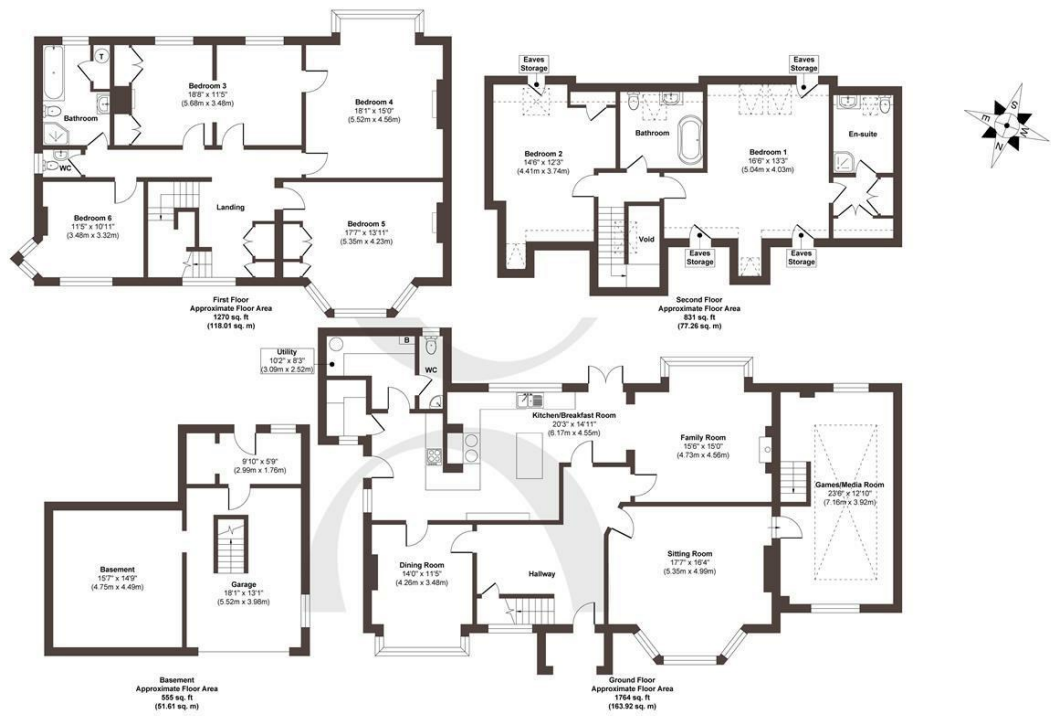 T
Bedroom 3
18'8" x 11'5"
(5.68m x 3.48m)
Bedroom 4
18'1" x 15'0"
(5.52m x 4.56m)
Bathroom
WC
Landing
Bedroom 6
11'5" x 10'11"
(3.48m x 3.32m)
Bedroom 5
17'7" x 13'11"
(5.35m x 4.23m)
First Floor
Approximate Floor Area
1270 sq. ft
(118.01 sq. m)
Eaves
Storage
Eaves
Storage
Bathroom
En-suite
Bedroom 2
14'6" x 12'3"
(4.41m x 3.74m)
Bedroom 1
16'6" x 13'3"
(5.04m x 4.03m)
Void
Eaves
Storage
Eaves
Storage
Second Floor
Approximate Floor Area
831 sq. ft
(77.26 sq. m)
S
E
W
N
Utility
10'2" x 8'3"
(3.09m x 2.52m)
B
WC
Kitchen/Breakfast Room
20'3" x 14'11"
(6.17m x 4.55m)
Family Room
15'6" x 15'0"
(4.73m x 4.56m)
Games/Media Room
23'6" x 12'10"
(7.16m x 3.92m)
Dining Room
14'0" x 11'5"
(4.26m x 3.48m)
Hallway
Sitting Room
17'7" x 16'4"
(5.35m x 4.99m)
Ground Floor
Approximate Floor Area
1764 sq. ft
(163.92 sq. m)
9'10" x 5'9"
(2.99m x 1.76m)
Basement
15'7" x 14'9"
(4.75m x 4.49m)
Garage
18'1" x 13'1"
(5.52m x 3.98m)
Basement
Approximate Floor Area
555 sq. ft
(51.61 sq. m)